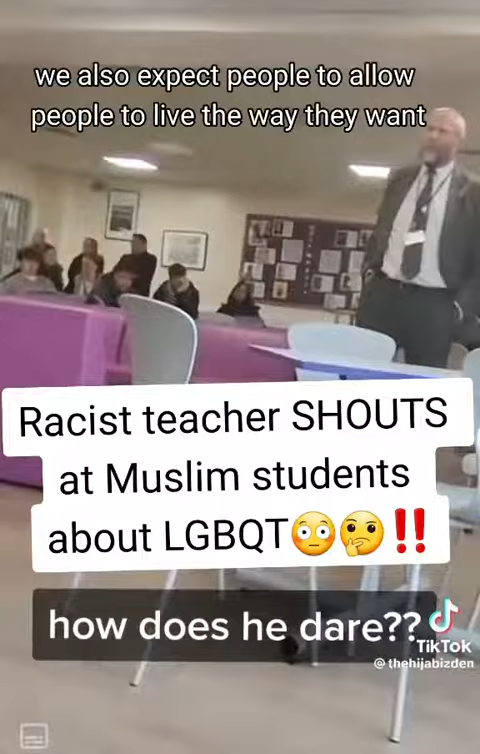 we also expect people to allow
people to live the way they want
Racist teacher SHOUTS
at Muslim students
about LGBQT😳🤔‼️
how does he dare??
TikTok
@thehijabizden